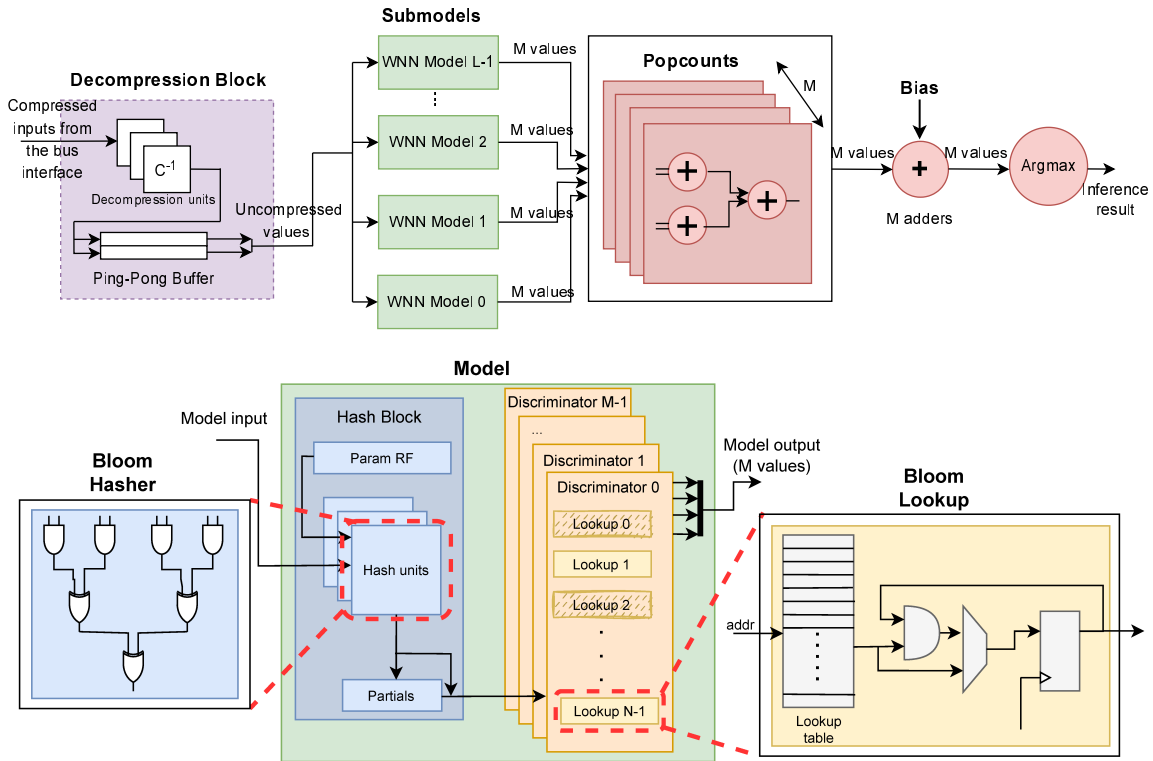 Submodels
Decompression Block
Compressed
inputs from
the bus
interface
C-1
Decompression units
Ping-Pong Buffer
Uncompressed
values
WNN Model L-1
WNN Model 2
WNN Model 1
WNN Model 0
M values
M values
M values
M values
Popcounts
M
+
+
+
M values
Bias
+
M adders
M values
Argmax
Inference
result
Model
Model input
Hash Block
Param RF
Hash units
Partials
Bloom
Hasher
Discriminator M-1
...
Discriminator 1
Discriminator 0
Lookup 0
Lookup 1
Lookup 2
Lookup N-1
Model output
(M values)
Bloom
Lookup
addr
Lookup
table